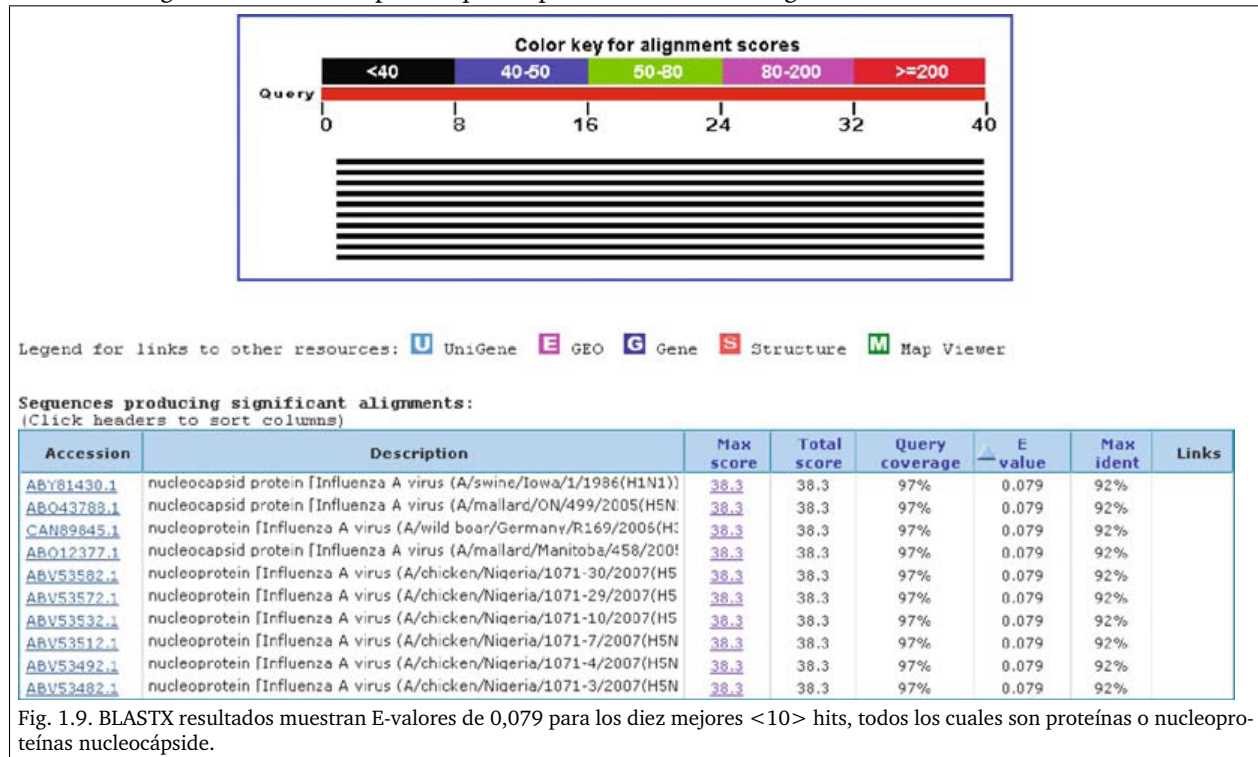 Color key for alignment scores
<40 40-50 50-80 80-200 >=200
Query
0 8 16 24 32 40
Legend for links to other resources: U UniGene E GEO G Gene S Structure M Map Viewer
Sequences producing significant alignments:
(Click headers to sort columns)
Accession Description Max score Total score Query coverage E value Max ident Links
ABY81430.1 nucleocapsid protein [Influenza A virus (A/swine/Iowa/1/1986(H1N1)) 38.3 38.3 97% 0.079 92%
ABO43788.1 nucleocapsid protein [Influenza A virus (A/mallard/ON/499/2005(H5N 38.3 38.3 97% 0.079 92%
CAN89845.1 nucleoprotein [Influenza A virus (A/wild boar/Germany/R169/2006(H 38.3 38.3 97% 0.079 92%
ABO12377.1 nucleocapsid protein [Influenza A virus (A/mallard/Manitoba/458/200 38.3 38.3 97% 0.079 92%
ABV53582.1 nucleoprotein [Influenza A virus (A/chicken/Nigeria/1071-30/2007(H5 38.3 38.3 97% 0.079 92%
ABV53572.1 nucleoprotein [Influenza A virus (A/chicken/Nigeria/1071-29/2007(H5 38.3 38.3 97% 0.079 92%
ABV53532.1 nucleoprotein [Influenza A virus (A/chicken/Nigeria/1071-10/2007(H5 38.3 38.3 97% 0.079 92%
ABV53512.1 nucleoprotein [Influenza A virus (A/chicken/Nigeria/1071-7/2007(H5N 38.3 38.3 97% 0.079 92%
ABV53492.1 nucleoprotein [Influenza A virus (A/chicken/Nigeria/1071-4/2007(H5N 38.3 38.3 97% 0.079 92%
ABV53482.1 nucleoprotein [Influenza A virus (A/chicken/Nigeria/1071-3/2007(H5N 38.3 38.3 97% 0.079 92%
Fig. 1.9. BLASTX resultados muestran E-valores de 0,079 para los diez mejores <10> hits, todos los cuales son proteínas o nucleopro-
teínas nucleocápside.